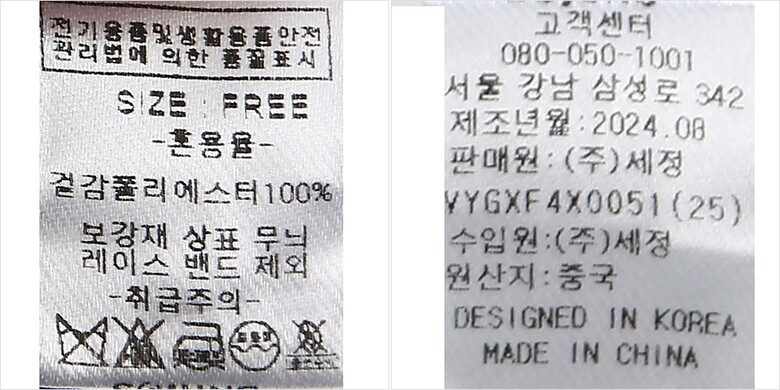 전기용품및생활용품안전
관리법에 의한 품질표시
SIZE : FREE
-혼용율-
겉감폴리에스터100%
보강재 상표 무늬
레이스 밴드 제외
-취급주의-
고객센터
080-050-1001
서울 강남 삼성로 342
제조년월:2024.08
판매원:(주)세정
VYGXF4X0051(25)
수입원:(주)세정
원산지:중국
DESIGNED IN KOREA
MADE IN CHINA